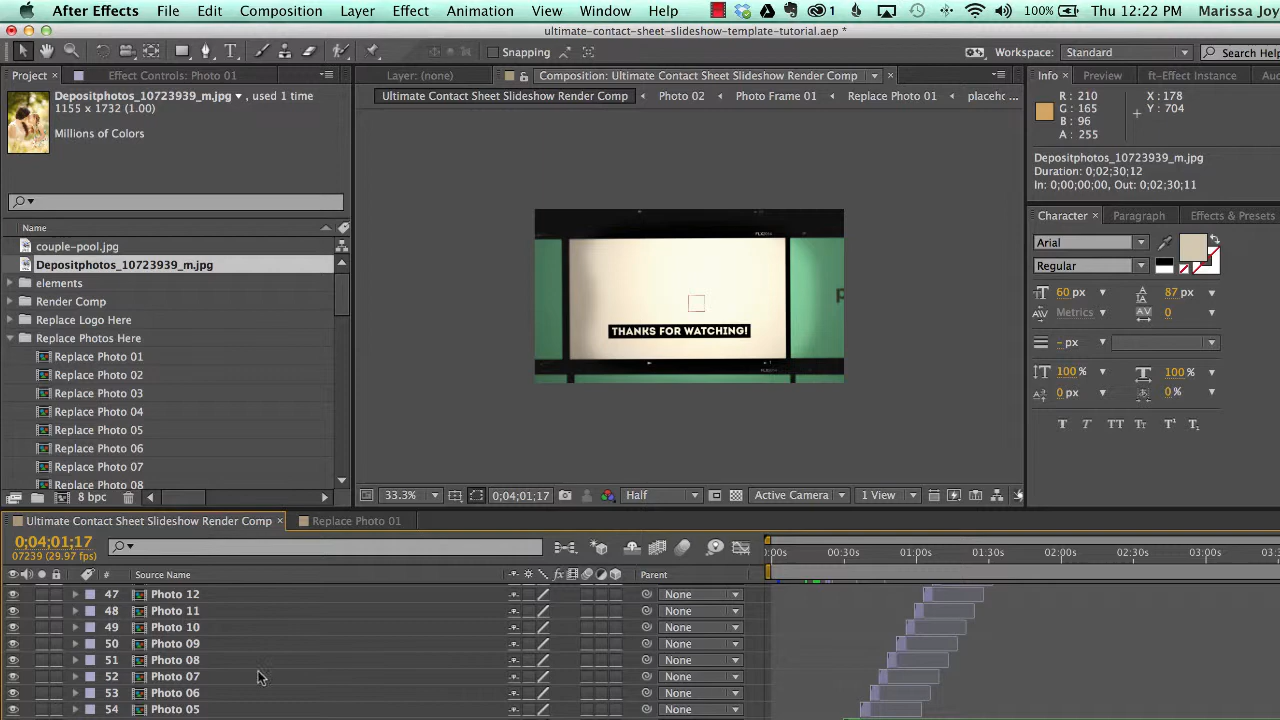 After Effects File Edit Composition Layer Effect Animation View Window Help 1 100% Thu 12:22 PM Marissa Joy
ultimate-contact-sheet-slideshow-template-tutorial.aep *
Snapping Workspace: Standard Search Help
Project Effect Controls: Photo 01 Layer: (none) Composition: Ultimate Contact Sheet Slideshow Render Comp Info Preview ft-Effect Instance
Depositphotos_10723939_m.jpg , used 1 time
1155 x 1732 (1.00)
Millions of Colors
Ultimate Contact Sheet Slideshow Render Comp Photo 02 Photo Frame 01 Replace Photo 01 placeho...
R: 210 X: 178
G: 165 Y: 704
B: 96
A: 255
Depositphotos_10723939_m.jpg
Duration: 0;02;30;12
In: 0;00;00;00, Out: 0;02;30;11
Name
couple-pool.jpg
Depositphotos_10723939_m.jpg
elements
Render Comp
Replace Logo Here
Replace Photos Here
Replace Photo 01
Replace Photo 02
Replace Photo 03
Replace Photo 04
Replace Photo 05
Replace Photo 06
Replace Photo 07
Replace Photo 08
8 bpc
THANKS FOR WATCHING!
Character Paragraph Effects & Presets
Arial
Regular
60 px 87 px
Metrics 0
- px
100 % 100 %
0 px 0 %
T T TT Tт T¹ T₁
33.3% 0;04;01;17 Half Active Camera 1 View
Ultimate Contact Sheet Slideshow Render Comp Replace Photo 01
0;04;01;17
07239 (29.97 fps)
:00s 00:30s 01:00s 01:30s 02:00s 02:30s 03:00s
# Source Name fx Parent
47 Photo 12 None
48 Photo 11 None
49 Photo 10 None
50 Photo 09 None
51 Photo 08 None
52 Photo 07 None
53 Photo 06 None
54 Photo 05 None